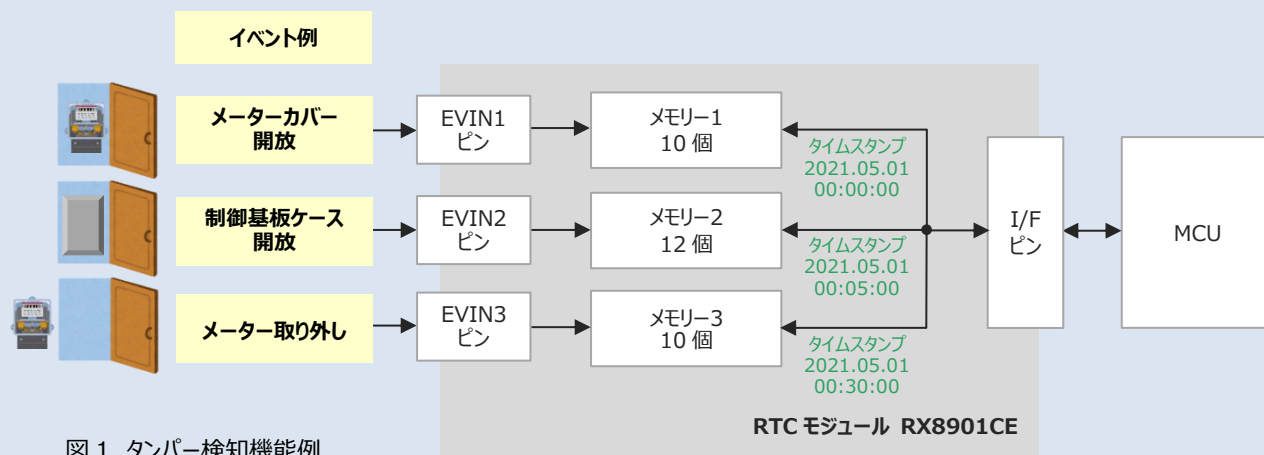 イベント例
メーターカバー
開放
EVIN1
ピン
メモリー1
10 個
タイムスタンプ
2021.05.01
00:00:00
制御基板ケース
開放
EVIN2
ピン
メモリー2
12 個
タイムスタンプ
2021.05.01
00:05:00
I/F
ピン
MCU
メーター取り外し
EVIN3
ピン
メモリー3
10 個
タイムスタンプ
2021.05.01
00:30:00
RTC モジュール RX8901CE
図 1 タンパー検知機能例